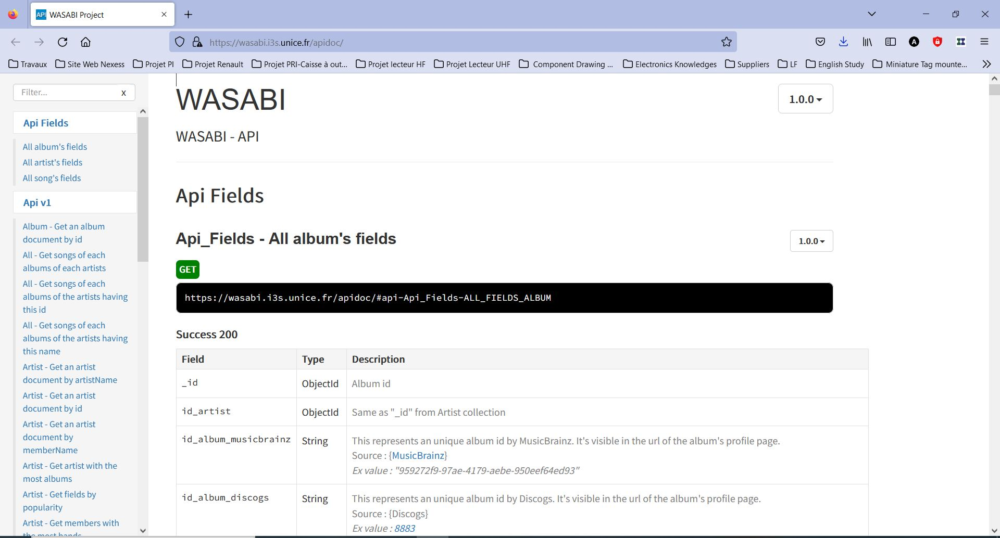 API WASABI Project
https://wasabi.i3s.unice.fr/apidoc/
A
Travaux Site Web Nexess Projet PI Projet Renault Projet PRI-Caisse à out... Projet lecteur HF Projet Lecteur UHF Component Drawing ... Electronics Knowledges Suppliers LF English Study Miniature Tag mounte...
Filter... x
Api Fields
All album's fields
All artist's fields
All song's fields
Api v1
Album - Get an album
document by id
All - Get songs of each
albums of each artists
All - Get songs of each
albums of the artists having
this id
All - Get songs of each
albums of the artists having
this name
Artist - Get an artist
document by artistName
Artist - Get an artist
document by id
Artist - Get an artist
document by
memberName
Artist - Get artist with the
most albums
Artist - Get fields by
popularity
Artist - Get members with
the most bands
WASABI
1.0.0
WASABI - API
Api Fields
Api_Fields - All album's fields
1.0.0
GET
https://wasabi.i3s.unice.fr/apidoc/#api-Api_Fields-ALL_FIELDS_ALBUM
Success 200
Field Type Description
_id ObjectId Album id
id_artist ObjectId Same as "_id" from Artist collection
id_album_musicbrainz String This represents an unique album id by MusicBrainz. It's visible in the url of the album's profile page.
Source : {MusicBrainz}
Ex value : "959272f9-97ae-4179-aebe-950eef64ed93"
id_album_discogs String This represents an unique album id by Discogs. It's visible in the url of the album's profile page.
Source : {Discogs}
Ex value : 8883